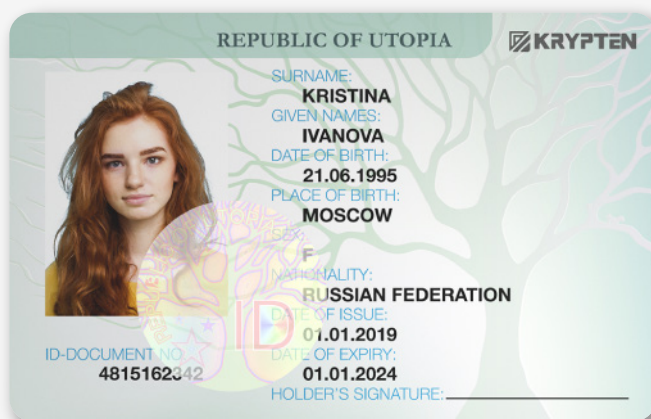 REPUBLIC OF UTOPIA
KRYPTEN
SURNAME:
KRISTINA
GIVEN NAMES:
IVANOVA
DATE OF BIRTH:
21.06.1995
PLACE OF BIRTH:
MOSCOW
SEX:
F
NATIONALITY:
RUSSIAN FEDERATION
DATE OF ISSUE:
01.01.2019
ID-DOCUMENT NO.:
4815162342
DATE OF EXPIRY:
01.01.2024
HOLDER'S SIGNATURE:
ID